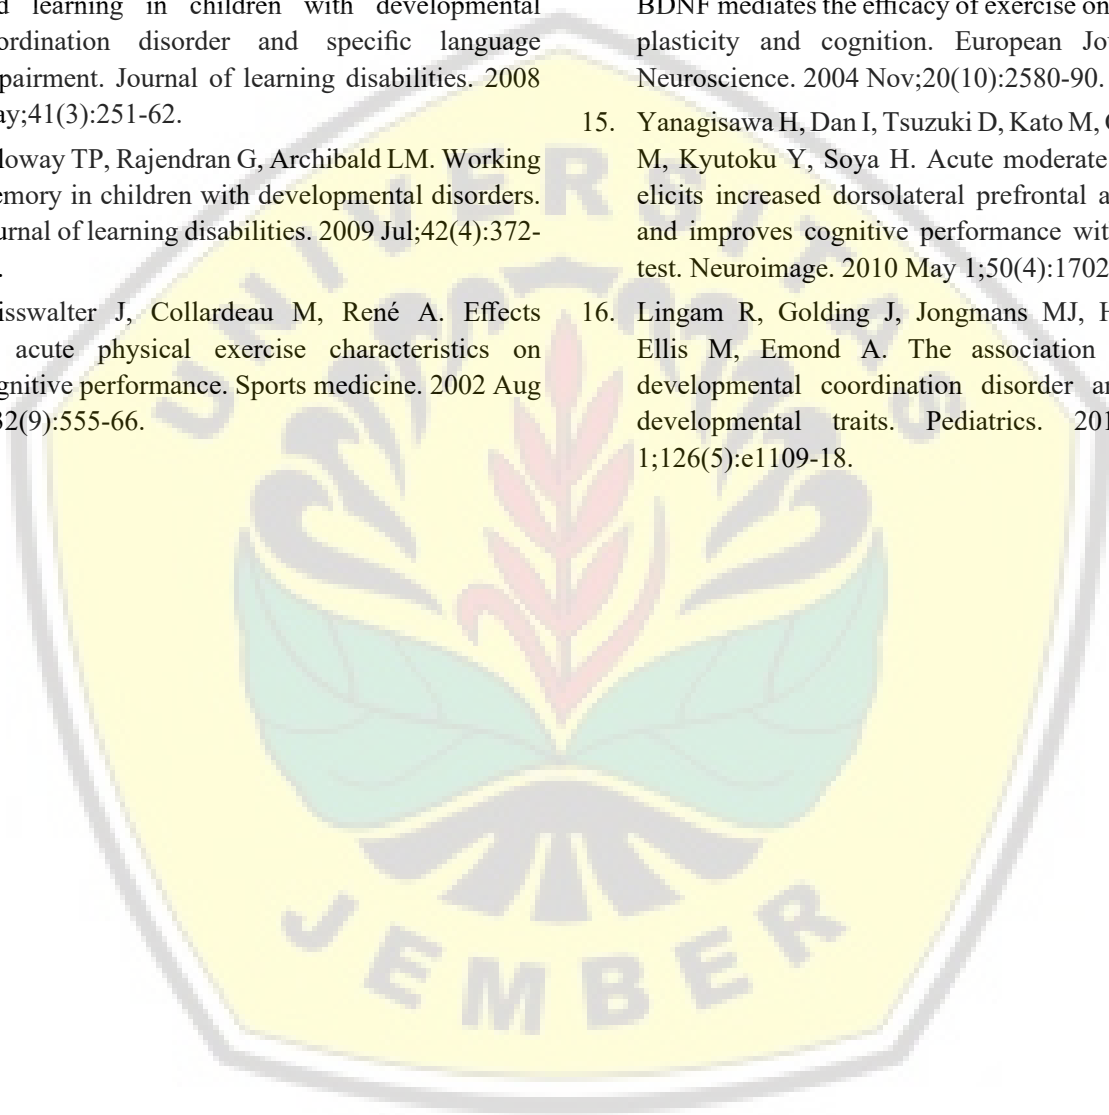 d learning in children with developmental
ordination disorder and specific language
pairment. Journal of learning disabilities. 2008
ay;41(3):251-62.
loway TP, Rajendran G, Archibald LM. Working
emory in children with developmental disorders.
urnal of learning disabilities. 2009 Jul;42(4):372-
.
isswalter J, Collardeau M, René A. Effects
acute physical exercise characteristics on
gnitive performance. Sports medicine. 2002 Aug
32(9):555-66.
BDNF mediates the efficacy of exercise on
plasticity and cognition. European Jo
Neuroscience. 2004 Nov;20(10):2580-90.
15. Yanagisawa H, Dan I, Tsuzuki D, Kato M,
M, Kyutoku Y, Soya H. Acute moderate
elicits increased dorsolateral prefrontal a
and improves cognitive performance wit
test. Neuroimage. 2010 May 1;50(4):1702
16. Lingam R, Golding J, Jongmans MJ, H
Ellis M, Emond A. The association
developmental coordination disorder a
developmental traits. Pediatrics. 201
1;126(5):e1109-18.
UNIVERSITAS
JEMBER